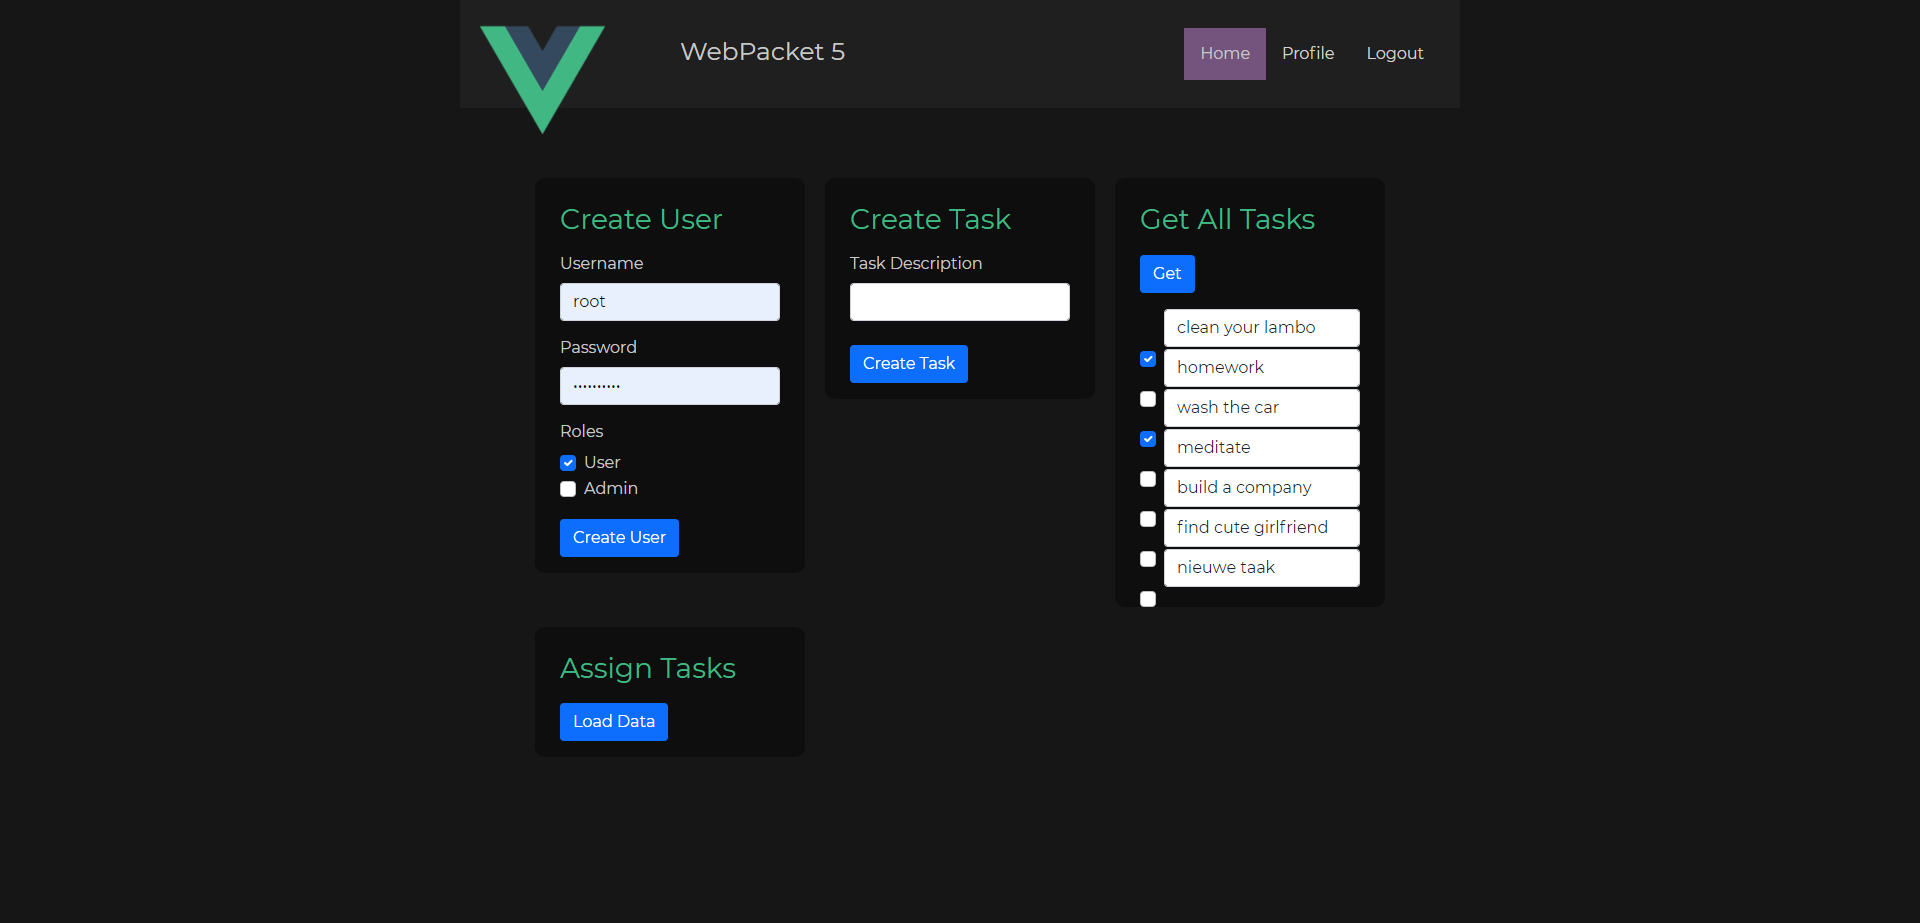 WebPacket 5
Home
Profile
Logout
Create User
Username
root
Password
••••••••••
Roles
User
Admin
Create User
Create Task
Task Description
Create Task
Get All Tasks
Get
clean your lambo
homework
wash the car
meditate
build a company
find cute girlfriend
nieuwe taak
Assign Tasks
Load Data